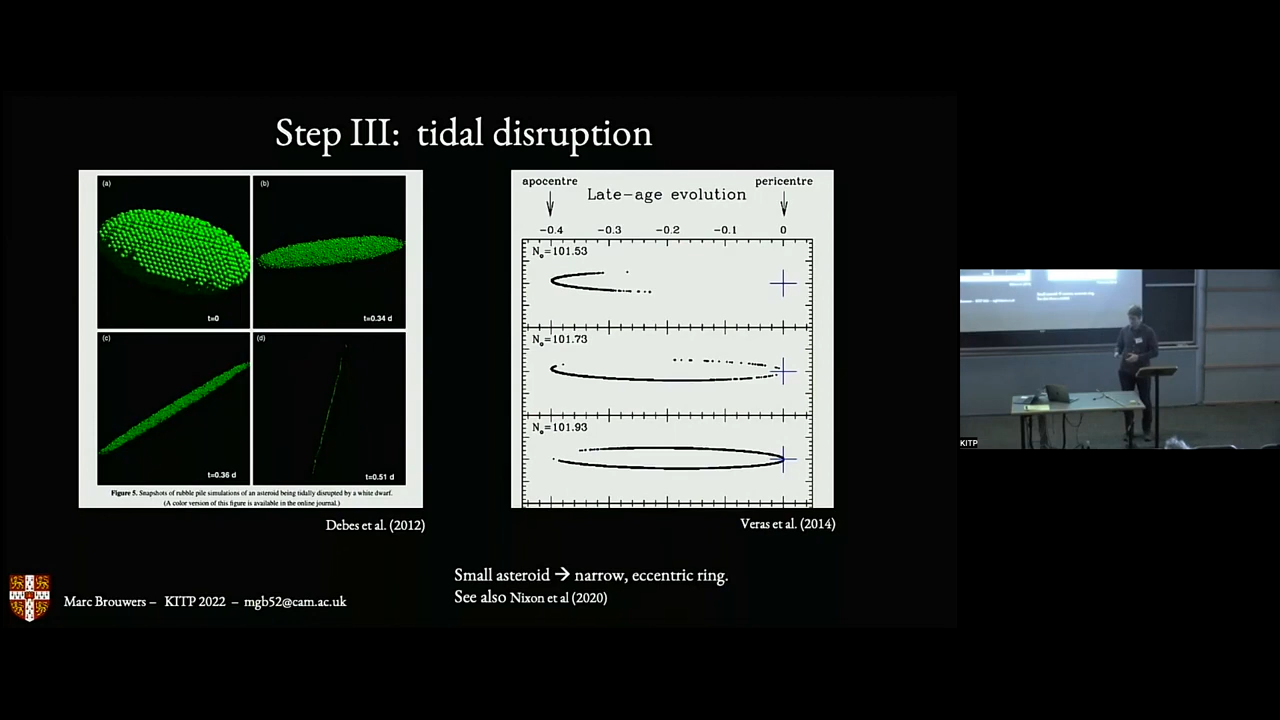 Step III: tidal disruption
(a)
(b)
t=0
t=0.34 d
(c)
(d)
t=0.36 d
t=0.51 d
Figure 5. Snapshots of rubble pile simulations of an asteroid being tidally disrupted by a white dwarf.
(A color version of this figure is available in the online journal.)
Debes et al. (2012)
apocentre
pericentre
Late-age evolution
-0.4 -0.3 -0.2 -0.1 0
N₀=101.53
N₀=101.73
N₀=101.93
Veras et al. (2014)
Small asteroid → narrow, eccentric ring.
See also Nixon et al (2020)
Marc Brouwers – KITP 2022 – mgb52@cam.ac.uk
KITP